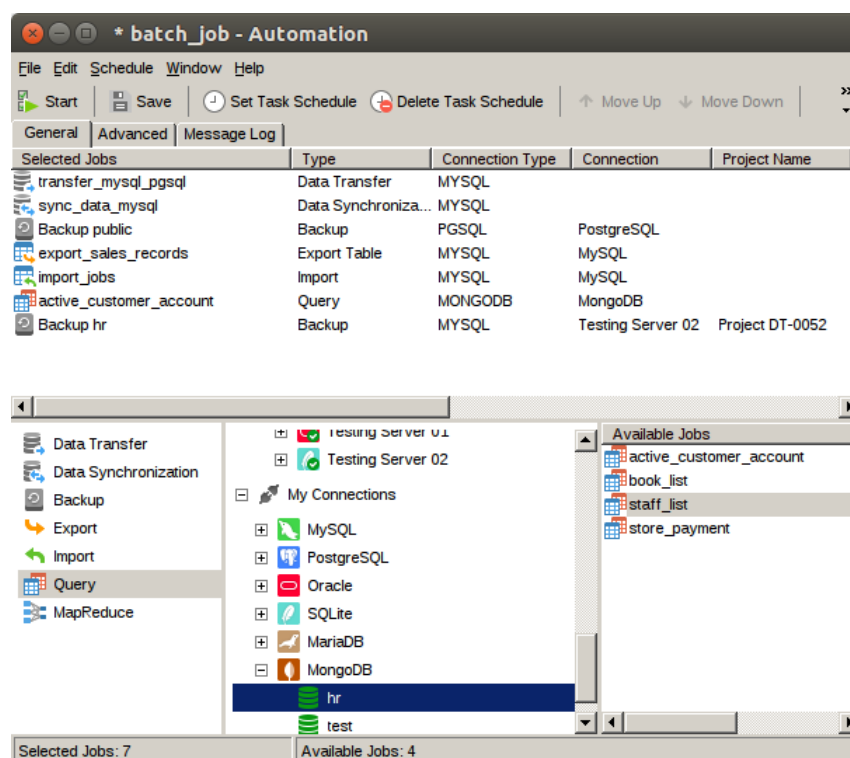 * batch_job - Automation
File Edit Schedule Window Help
Start Save Set Task Schedule Delete Task Schedule Move Up Move Down »
General Advanced Message Log
Selected Jobs Type Connection Type Connection Project Name
transfer_mysql_pgsql Data Transfer MYSQL
sync_data_mysql Data Synchroniza... MYSQL
Backup public Backup PGSQL PostgreSQL
export_sales_records Export Table MYSQL MySQL
import_jobs Import MYSQL MySQL
active_customer_account Query MONGODB MongoDB
Backup hr Backup MYSQL Testing Server 02 Project DT-0052
Data Transfer
Data Synchronization
Backup
Export
Import
Query
MapReduce
Testing Server 01
Testing Server 02
My Connections
MySQL
PostgreSQL
Oracle
SQLite
MariaDB
MongoDB
hr
test
Available Jobs
active_customer_account
book_list
staff_list
store_payment
Selected Jobs: 7 Available Jobs: 4